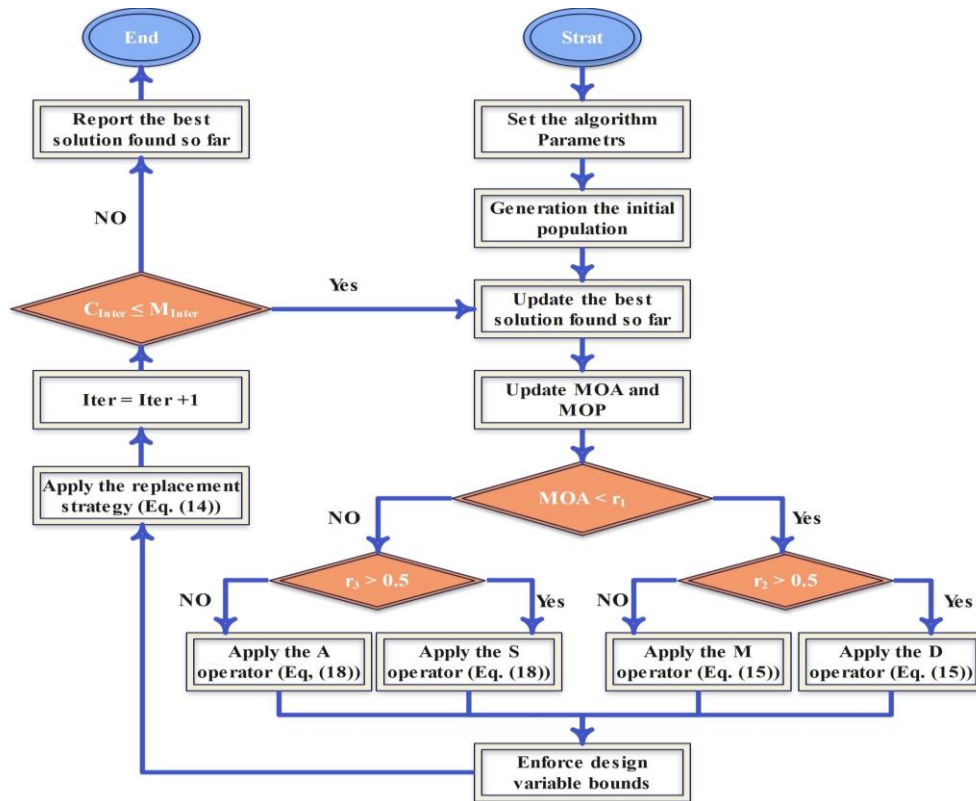 End
Strat
Report the best
solution found so far
Set the algorithm
Parametrs
NO
Generation the initial
population
Yes
C_Inter ≤ M_Inter
Update the best
solution found so far
Iter = Iter +1
Update MOA and
MOP
Apply the replacement
strategy (Eq. (14))
MOA < r₁
NO
Yes
r₃ > 0.5
r₂ > 0.5
NO
Yes
NO
Yes
Apply the A
operator (Eq, (18))
Apply the S
operator (Eq. (18))
Apply the M
operator (Eq. (15))
Apply the D
operator (Eq. (15))
Enforce design
variable bounds